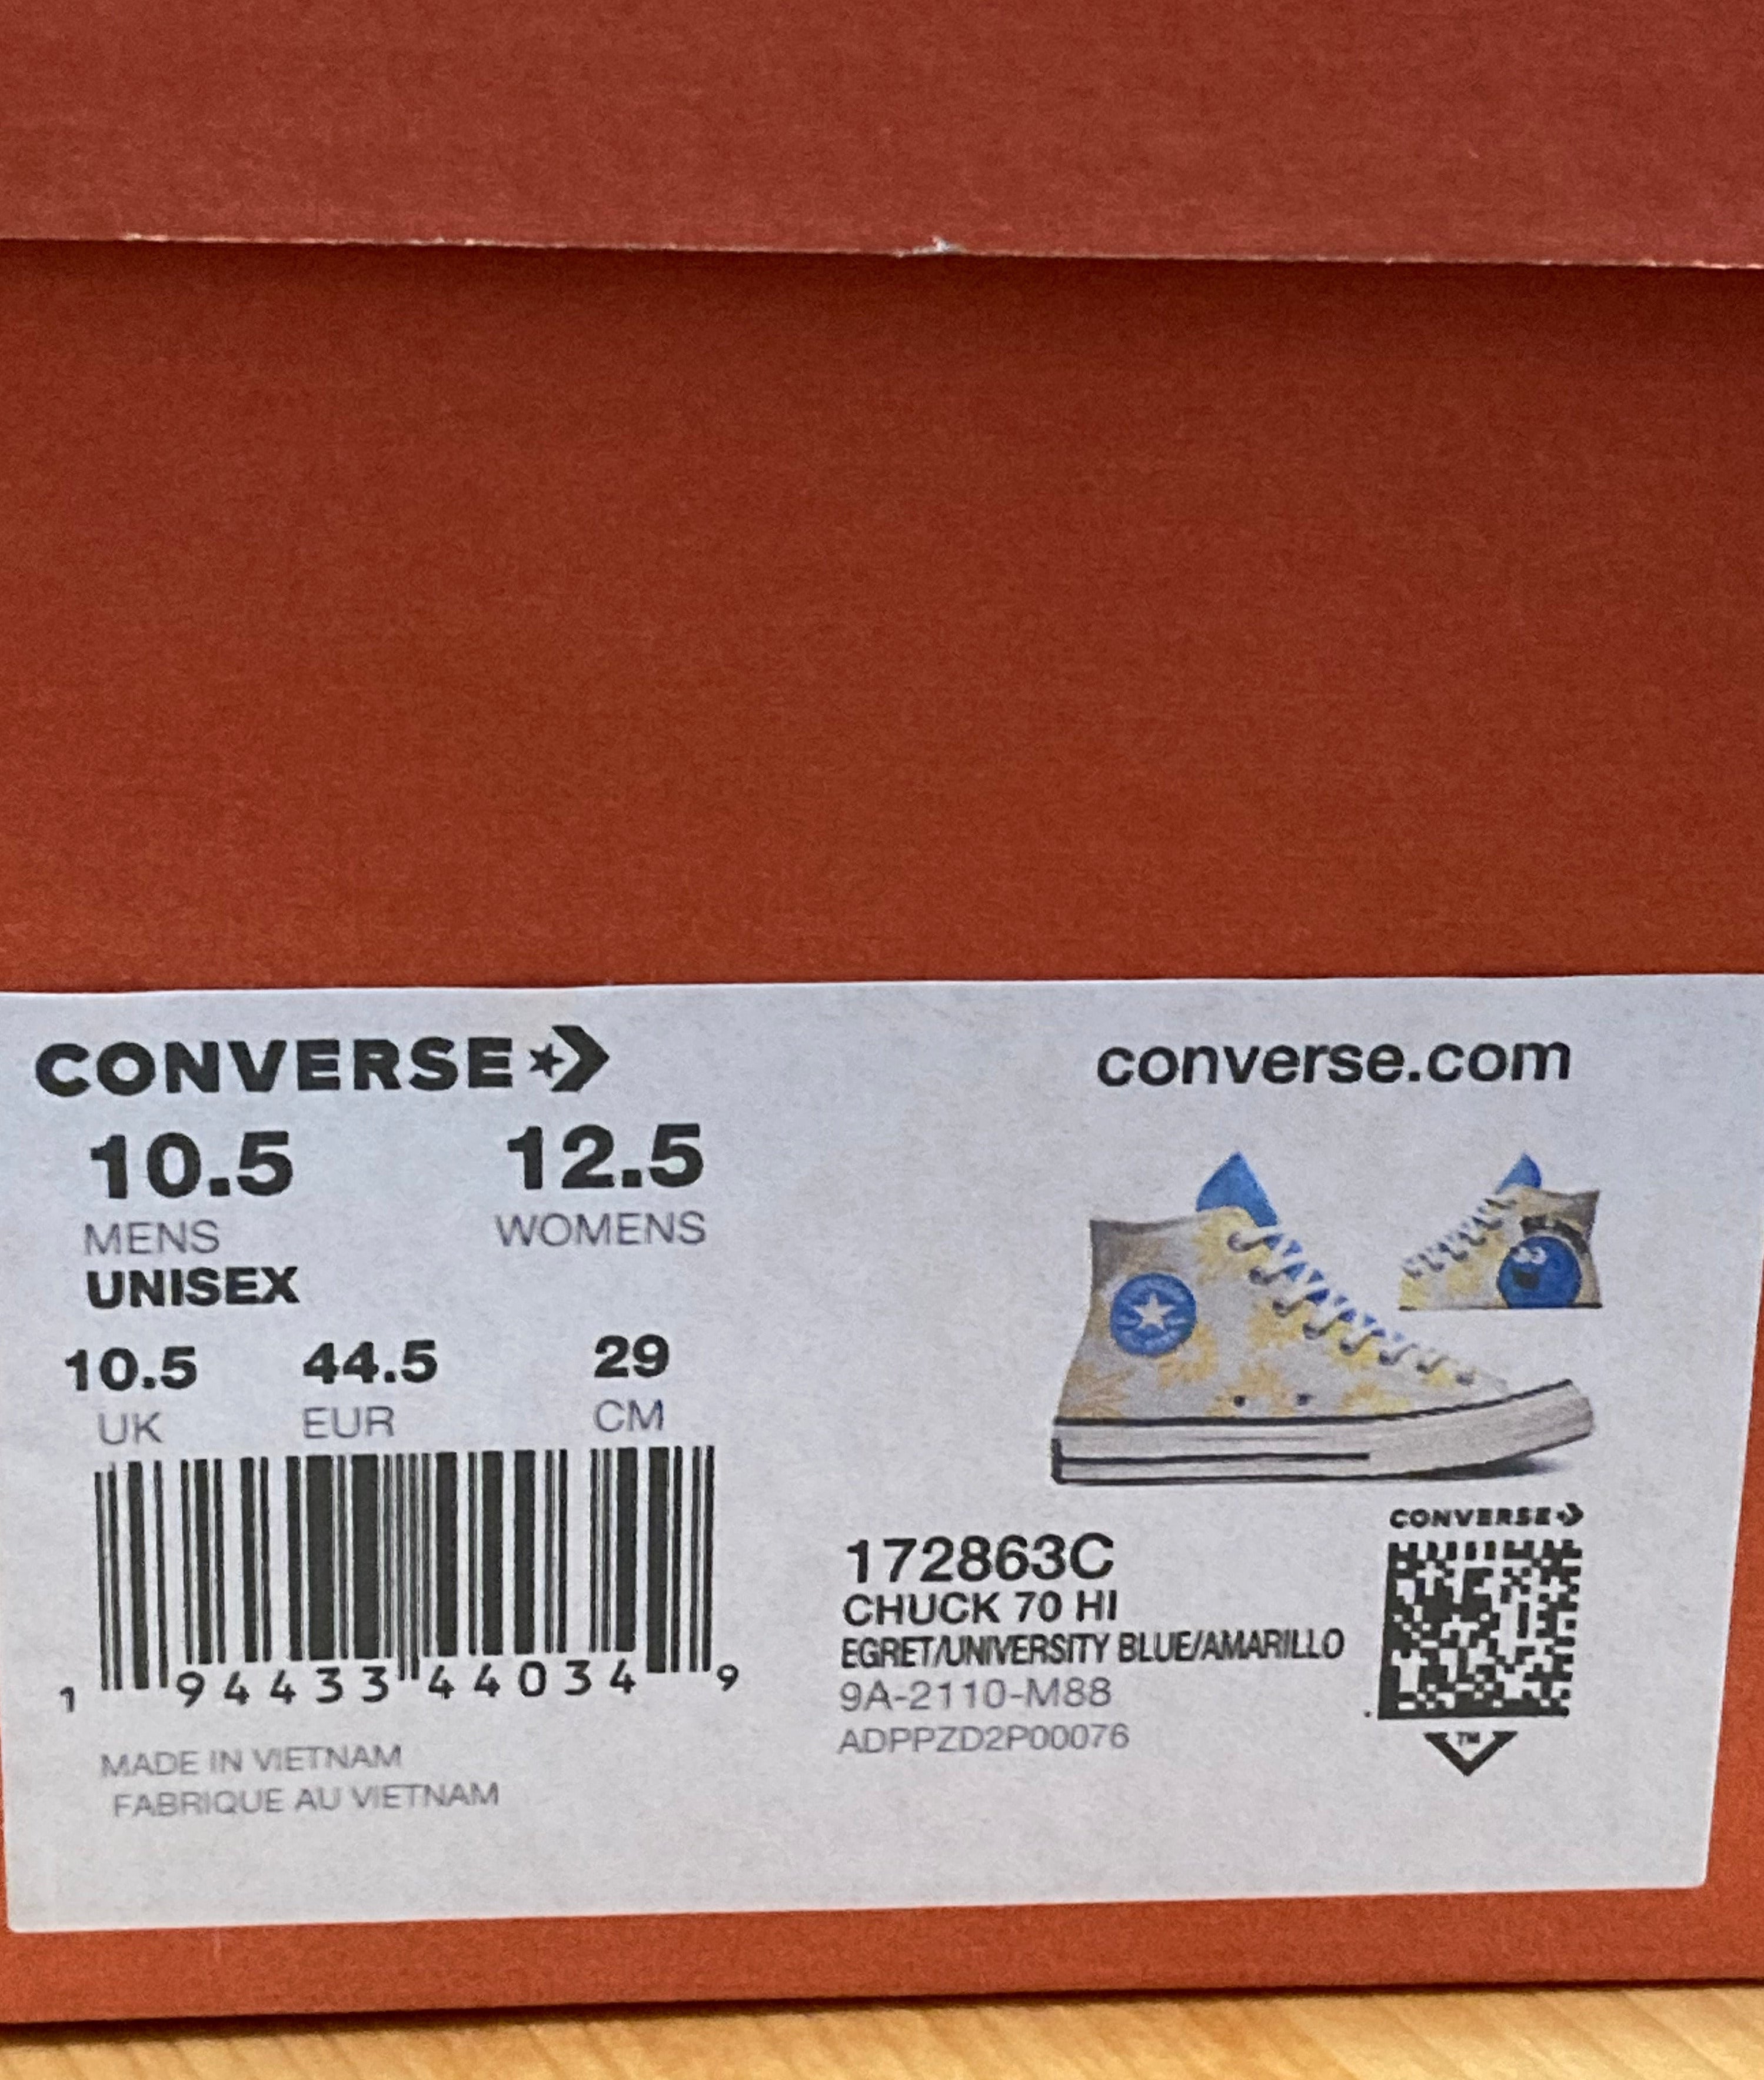 CONVERSE
converse.com
10.5 12.5
MENS WOMENS
UNISEX
10.5 44.5 29
UK EUR CM
1 94433 44034 9
MADE IN VIETNAM
FABRIQUE AU VIETNAM
172863C
CHUCK 70 HI
EGRET/UNIVERSITY BLUE/AMARILLO
9A-2110-M88
ADPPZD2P00076
CONVERSE
TM